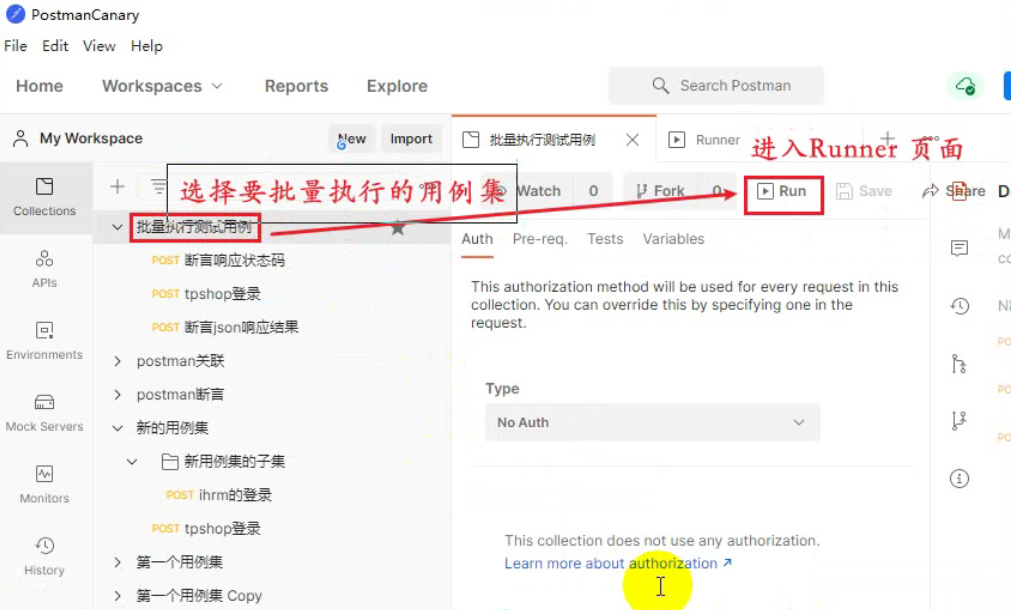 PostmanCanary
File Edit View Help
Home Workspaces Reports Explore Search Postman
My Workspace New Import 批量执行测试用例 Runner
进入Runner 页面
选择要批量执行的用例集
Watch 0 Fork 0 Run Save Share
Collections
批量执行测试用例
Auth Pre-req. Tests Variables
POST 断言响应状态码
POST tpshop登录
POST 断言json响应结果
This authorization method will be used for every request in this
collection. You can override this by specifying one in the
request.
APIs
postman关联
postman断言
Environments
新的用例集
新用例集的子集
POST ihrm的登录
POST tpshop登录
第一个用例集
第一个用例集 Copy
Mock Servers
Monitors
History
Type
No Auth
This collection does not use any authorization.
Learn more about authorization